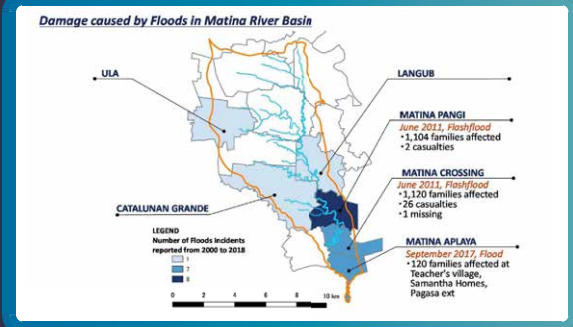 Damage caused by Floods in Matina River Basin
ULA
LANGUB
MATINA PANGI
June 2011, Flashflood
•1,104 families affected
•2 casualties
MATINA CROSSING
June 2011, Flashflood
•1,120 families affected
•26 casualties
•1 missing
CATALUNAN GRANDE
MATINA APLAYA
September 2017, Flood
•120 families affected at
Teacher's village,
Samantha Homes,
Pagasa ext
LEGEND
Number of Floods Incidents
reported from 2000 to 2018
1
7
8
0 2 4 6 8 10 km